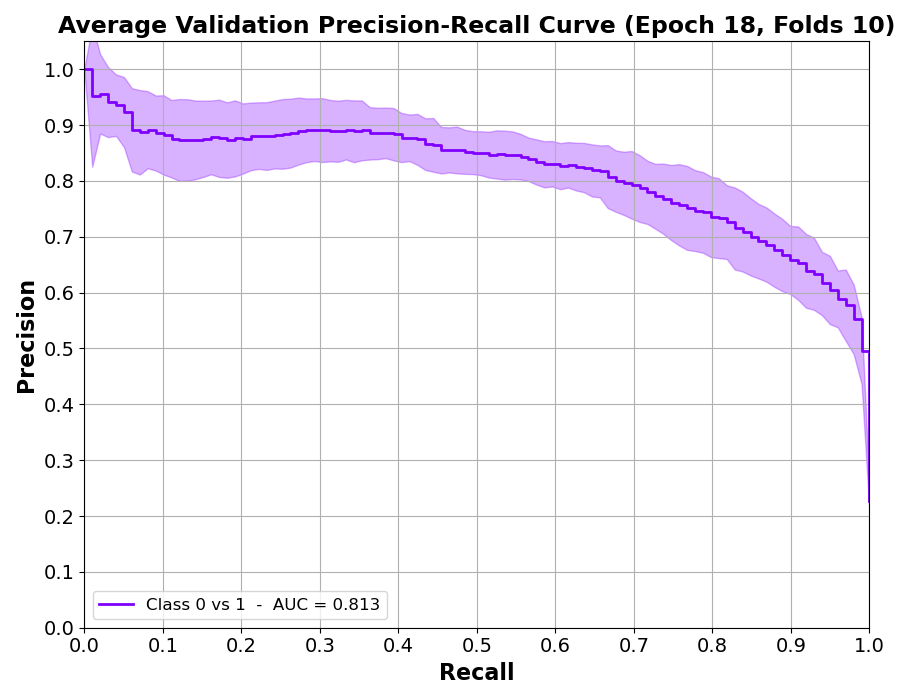 Average Validation Precision-Recall Curve (Epoch 18, Folds 10)
Precision
1.0
0.9
0.8
0.7
0.6
0.5
0.4
0.3
0.2
0.1
0.0
Class 0 vs 1 - AUC = 0.813
0.0 0.1 0.2 0.3 0.4 0.5 0.6 0.7 0.8 0.9 1.0
Recall